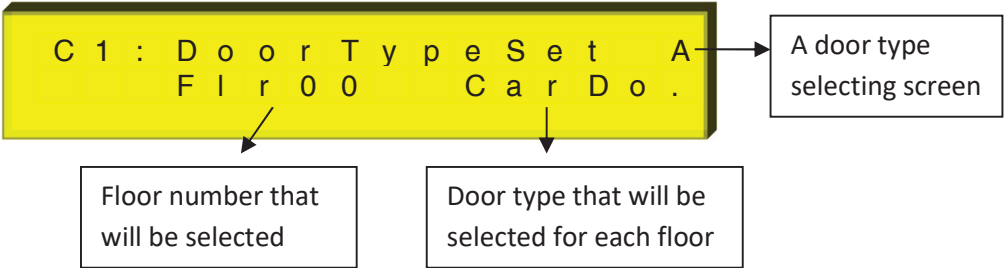 C1:DoorTypeSet A
Flr00 CarDo.
A door type
selecting screen
Floor number that
will be selected
Door type that will be
selected for each floor